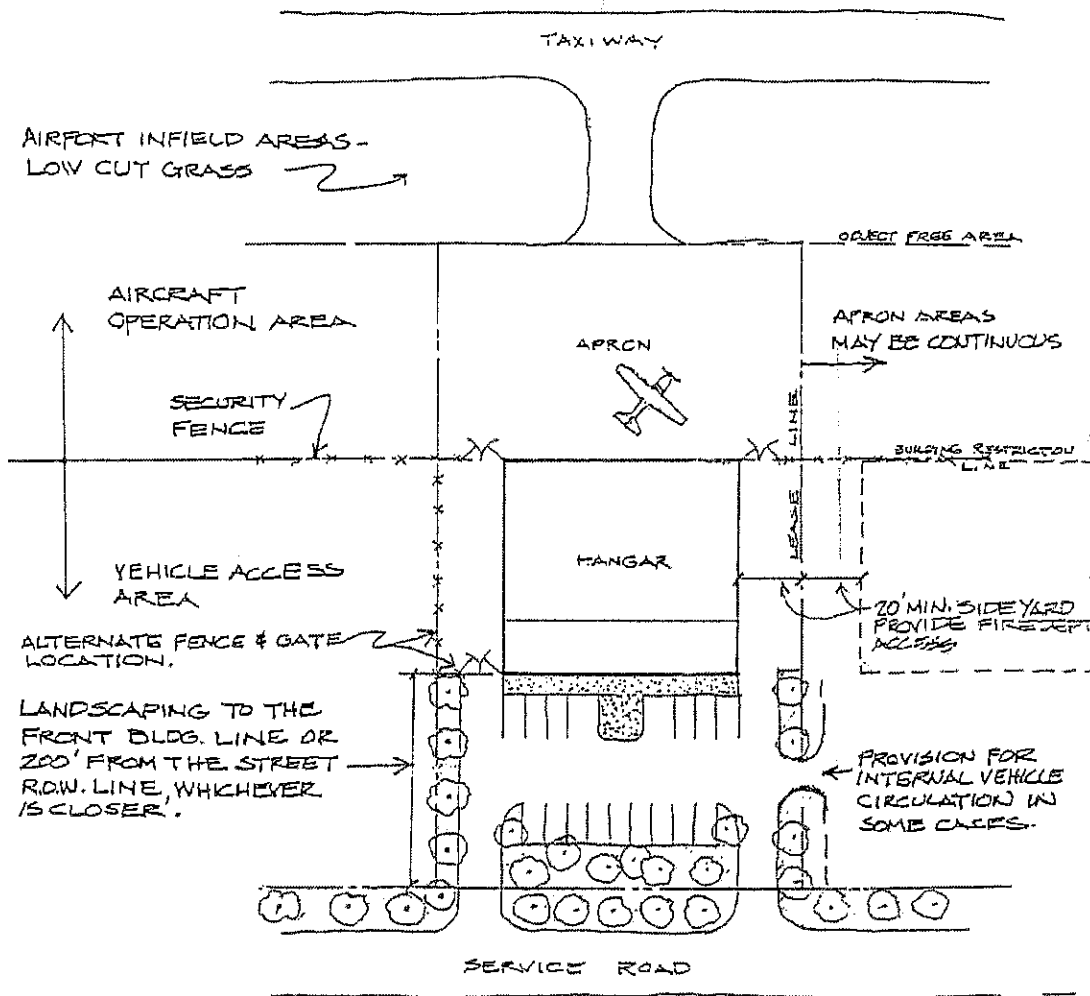 TAXIWAY
AIRPORT INFIELD AREAS-
LOW CUT GRASS
OBJECT FREE AREA
AIRCRAFT
OPERATION AREA
APRON AREAS
MAY BE CONTINUOUS
APRON
SECURITY
FENCE
LEASE LINE
BUILDING RESTRICTION
LINE
HANGAR
VEHICLE ACCESS
AREA
20' MIN. SIDEYARD
PROVIDE FIRE DEPT
ACCESS
ALTERNATE FENCE & GATE
LOCATION.
LANDSCAPING TO THE
FRONT BLDG. LINE OR
200' FROM THE STREET
R.O.W. LINE, WHICHEVER
IS CLOSER.
PROVISION FOR
INTERNAL VEHICLE
CIRCULATION IN
SOME CASES.
SERVICE ROAD